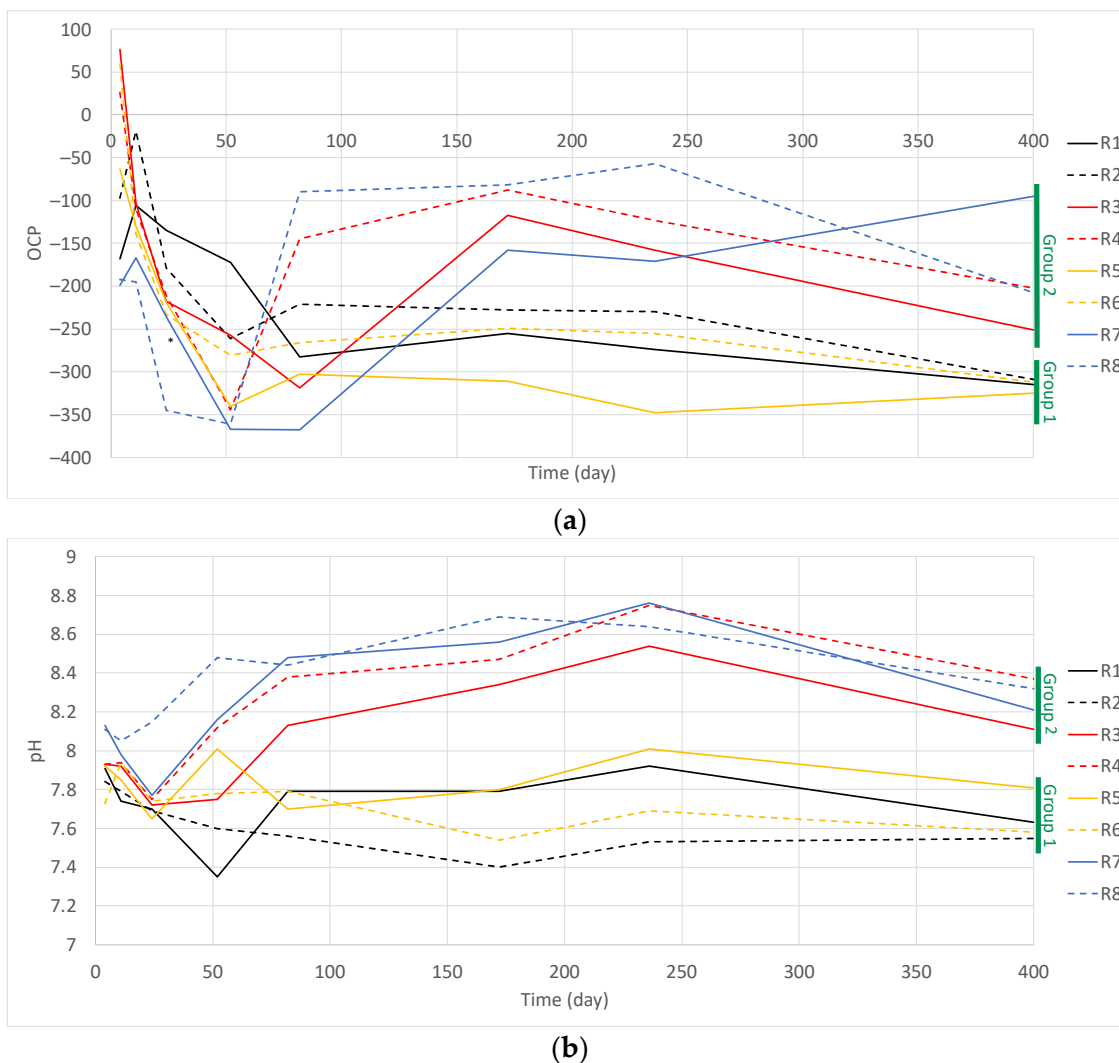 100
50
0
0 50 100 150 200 250 300 350 400
−50
−100
−150
−200
−250
−300
−350
−400
OCP
*
Time (day)
R1
R2
R3
R4
R5
R6
R7
R8
Group 2
Group 1
(a)
9
8.8
8.6
8.4
8.2
8
7.8
7.6
7.4
7.2
7
pH
0 50 100 150 200 250 300 350 400
Time (day)
R1
R2
R3
R4
R5
R6
R7
R8
Group 2
Group 1
(b)